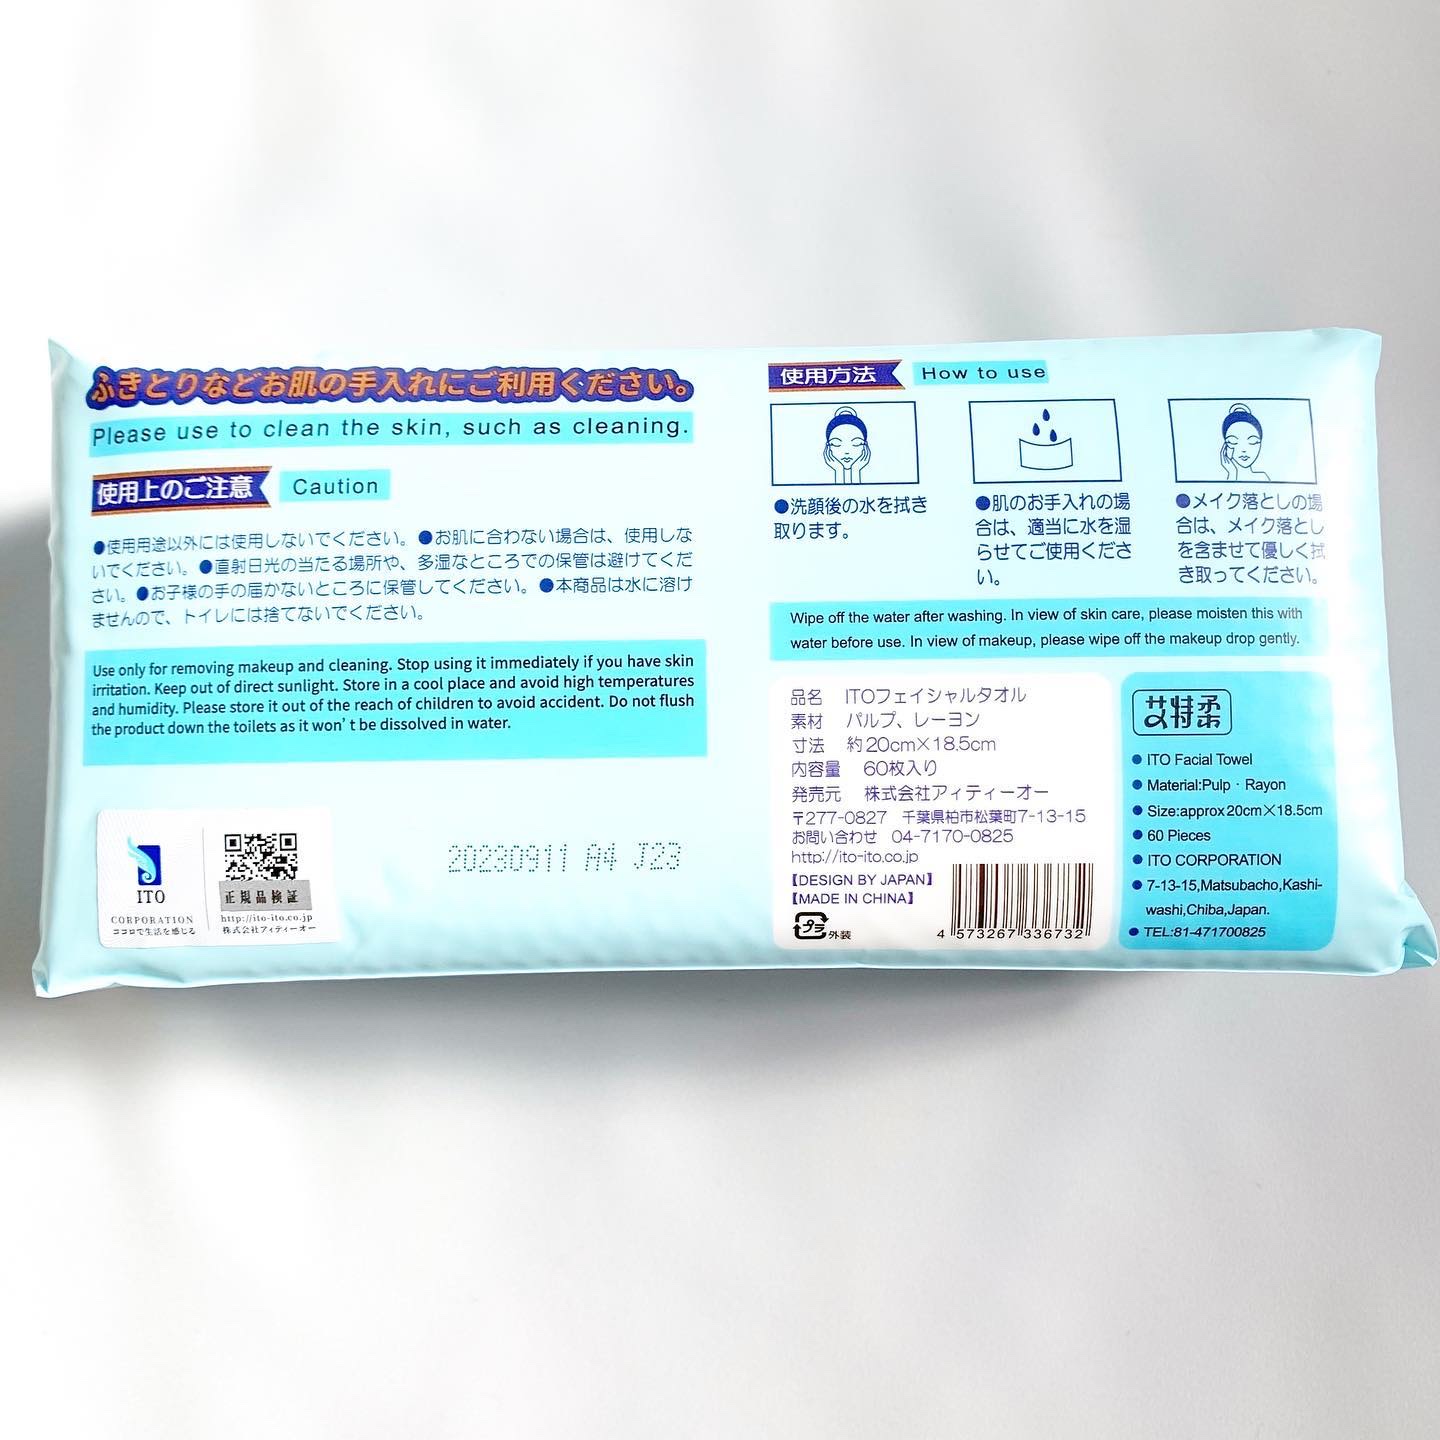 ふきとりなどお肌の手入れにご利用ください。
Please use to clean the skin, such as cleaning.
使用上のご注意
Caution
●使用用途以外には使用しないでください。●お肌に合わない場合は、使用しな
いでください。●直射日光の当たる場所や、多湿なところでの保管は避けてくだ
さい。●お子様の手の届かないところに保管してください。●本商品は水に溶け
ませんので、トイレには捨てないでください。
Use only for removing makeup and cleaning. Stop using it immediately if you have skin
irritation. Keep out of direct sunlight. Store in a cool place and avoid high temperatures
and humidity. Please store it out of the reach of children to avoid accident. Do not flush
the product down the toilets as it won't be dissolved in water.
ITO
CORPORATION
ココロで生活を感じる
正規品検証
http://ito-ito.co.jp
株式会社アィティーオー
20230911 A4 J23
使用方法
How to use
●洗顔後の水を拭き
取ります。
●肌のお手入れの場
合は、適当に水を湿
らせてご使用くださ
い。
●メイク落としの場
合は、メイク落とし
を含ませて優しく拭
き取ってください。
Wipe off the water after washing. In view of skin care, please moisten this with
water before use. In view of makeup, please wipe off the makeup drop gently.
品名 ITOフェイシャルタオル
素材 パルプ、レーヨン
寸法 約20cm×18.5cm
内容量 60枚入り
発売元 株式会社アィティーオー
〒277-0827 千葉県柏市松葉町7-13-15
お問い合わせ 04-7170-0825
http://ito-ito.co.jp
【DESIGN BY JAPAN】
【MADE IN CHINA】
プラ 外装
4 573267 336732
艾特柔
● ITO Facial Towel
● Material:Pulp · Rayon
● Size:approx20cm×18.5cm
● 60 Pieces
● ITO CORPORATION
● 7-13-15,Matsubacho,Kashi-
washi,Chiba,Japan.
● TEL:81-471700825